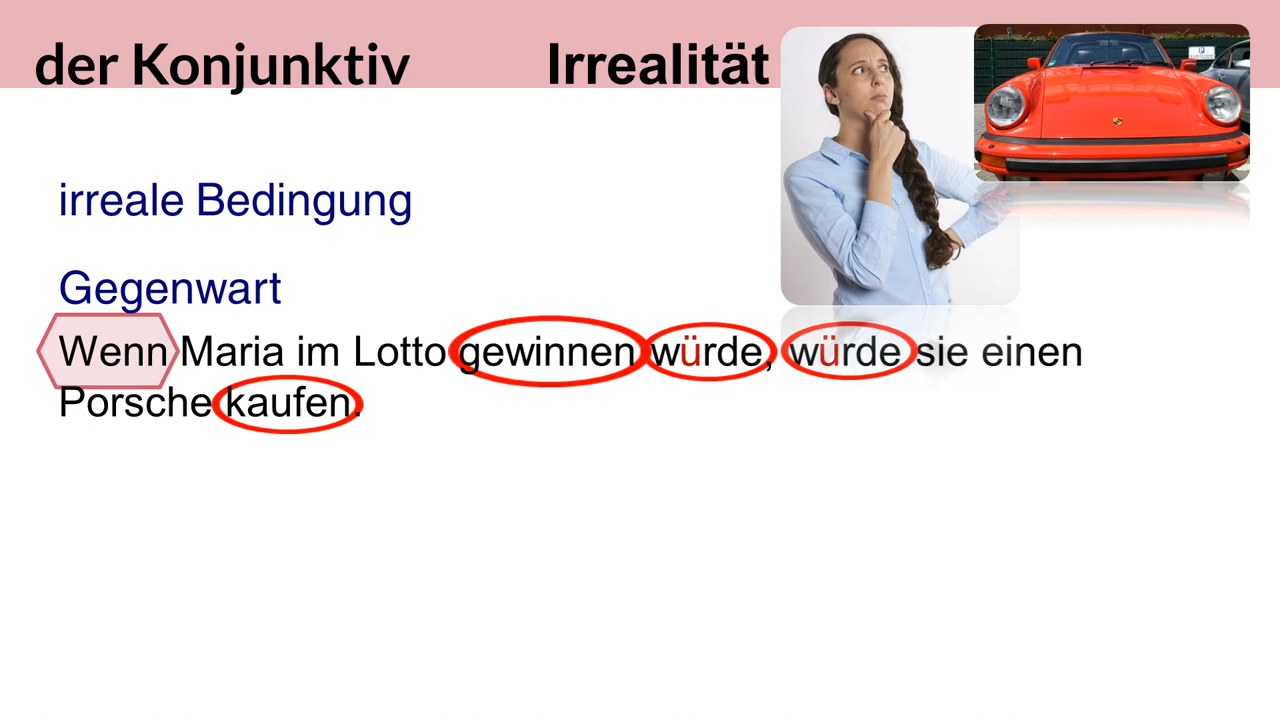 der Konjunktiv Irrealität
irreale Bedingung
Gegenwart
Wenn Maria im Lotto gewinnen würde, würde sie einen
Porsche kaufen.